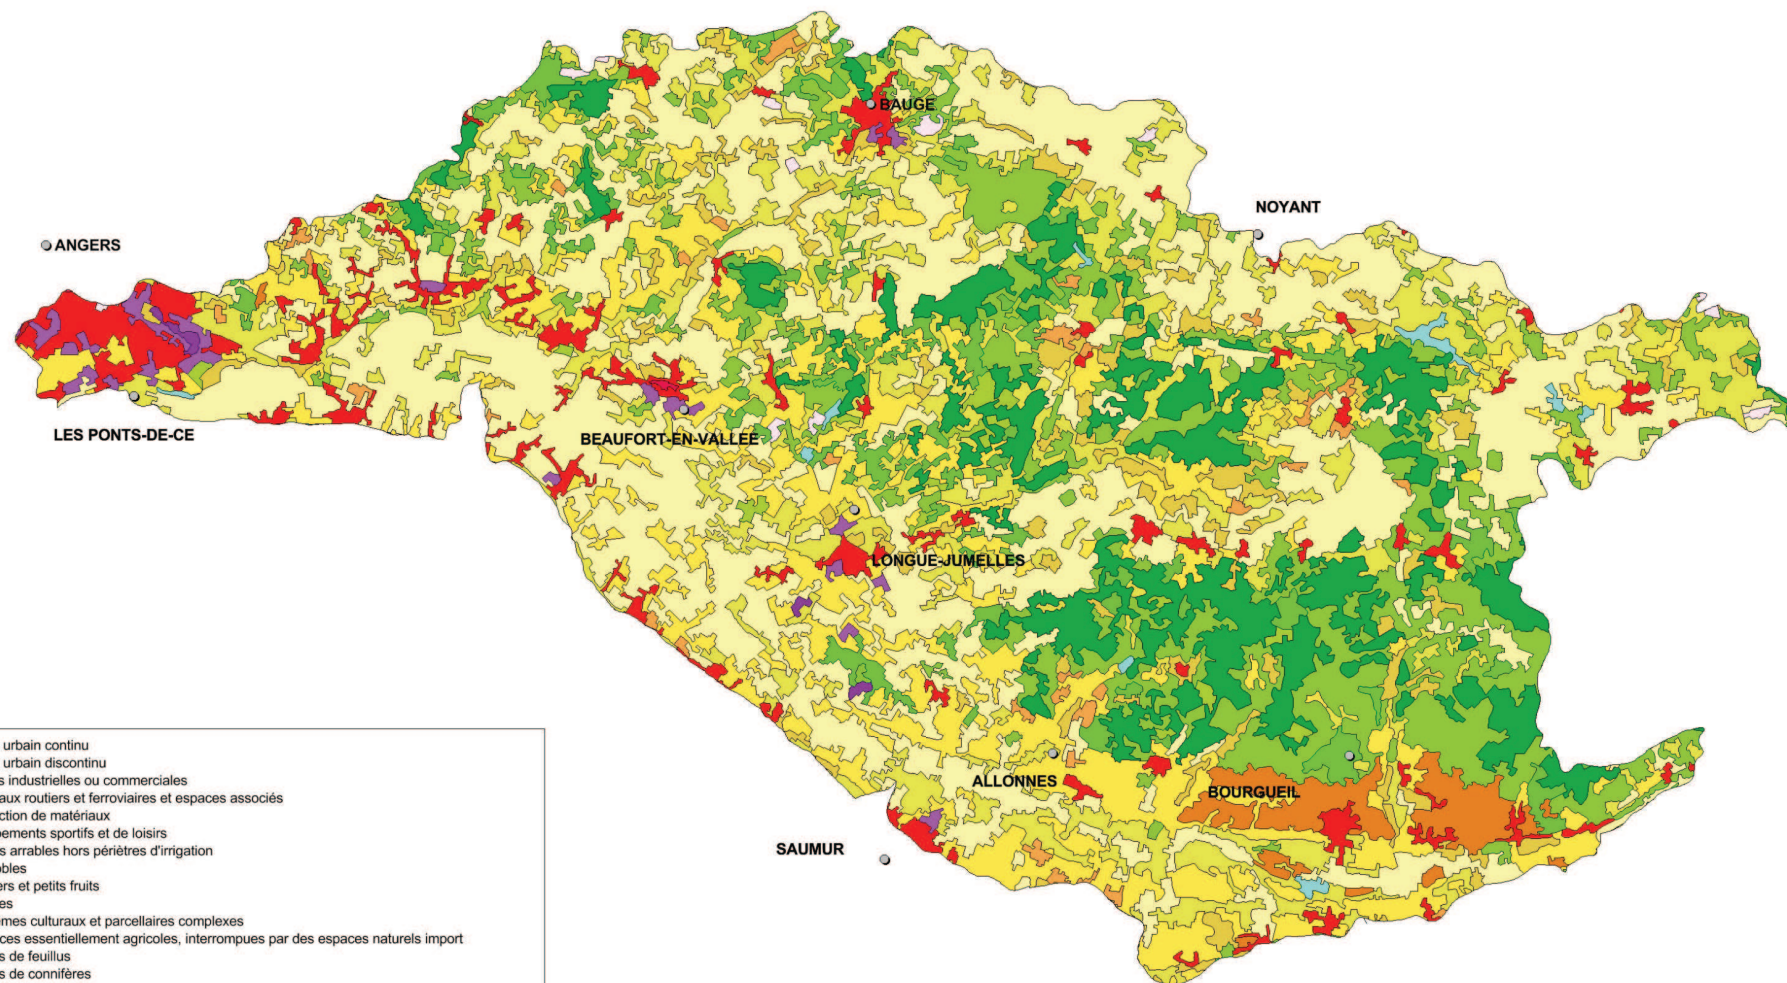 BAUGE
NOYANT
ANGERS
LES PONTS-DE-CE
BEAUFORT-EN-VALLEE
LONGUE-JUMELLES
ALLONNES
BOURGUEIL
SAUMUR
urbain continu
urbain discontinu
s industrielles ou commerciales
aux routiers et ferroviaires et espaces associés
ction de matériaux
ements sportifs et de loisirs
s arrables hors périètres d'irrigation
obles
ers et petits fruits
es
èmes culturaux et parcellaires complexes
ces essentiellement agricoles, interrompues par des espaces naturels import
s de feuillus
s de connifères